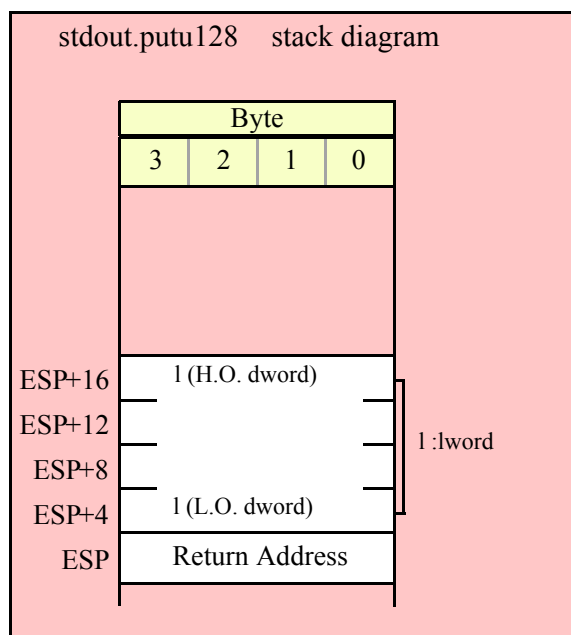 stdout.putu128 stack diagram
Byte
3 2 1 0
ESP+16 l (H.O. dword)
ESP+12
l :lword
ESP+8
ESP+4 l (L.O. dword)
ESP Return Address